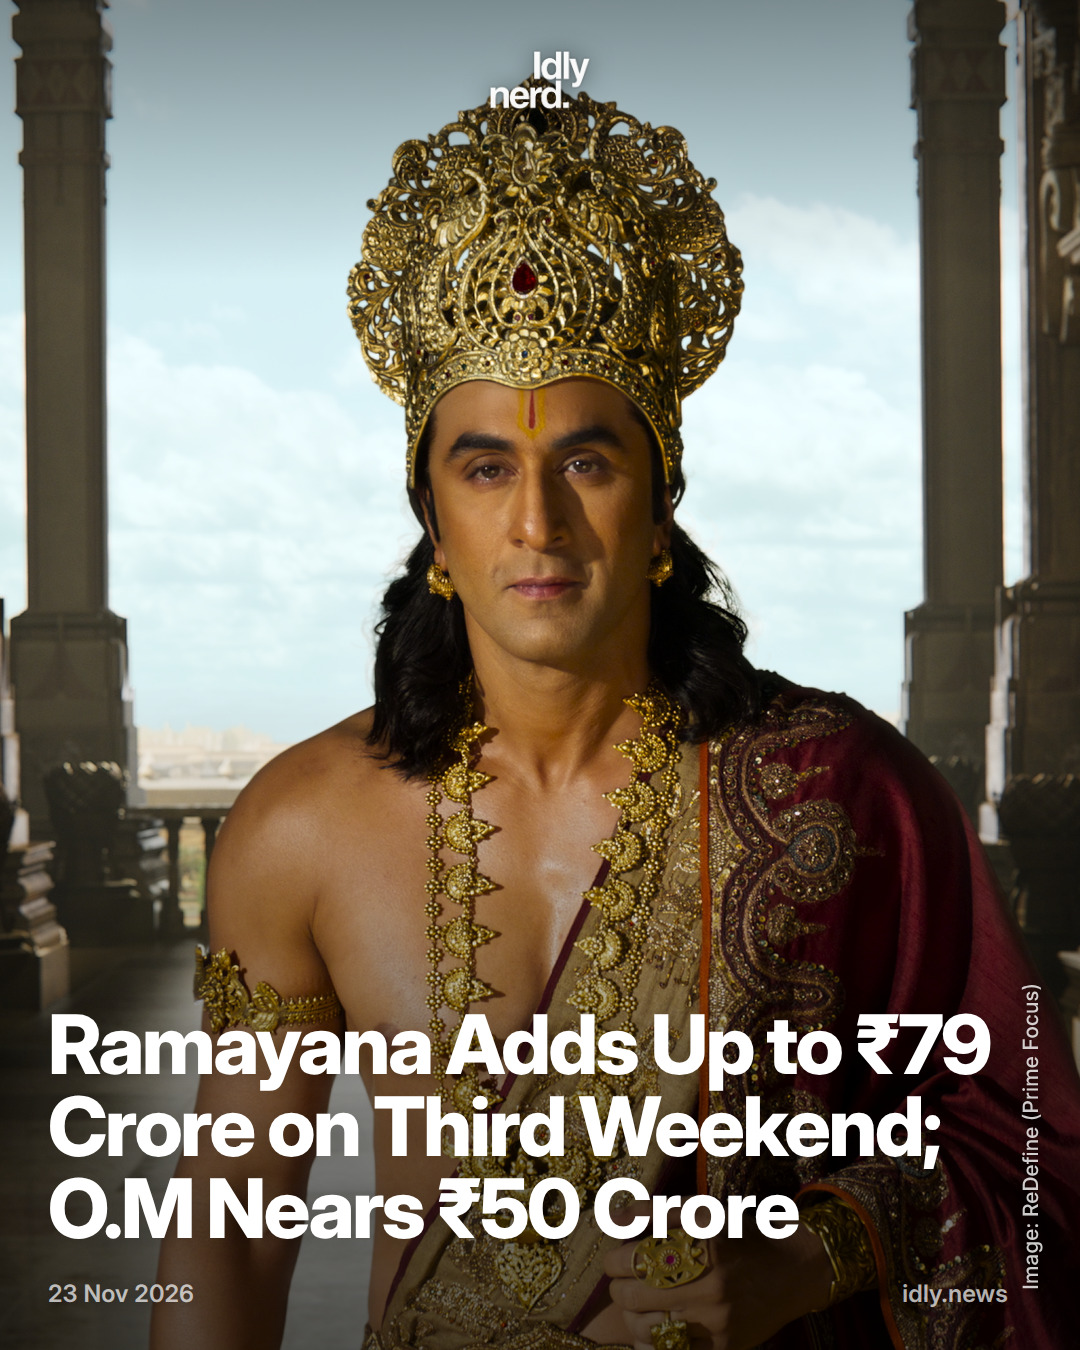 Idly
nerd.
Ramayana Adds Up to ₹79
Crore on Third Weekend;
O.M Nears ₹50 Crore
23 Nov 2026
idly.news
Image: ReDefine (Prime Focus)